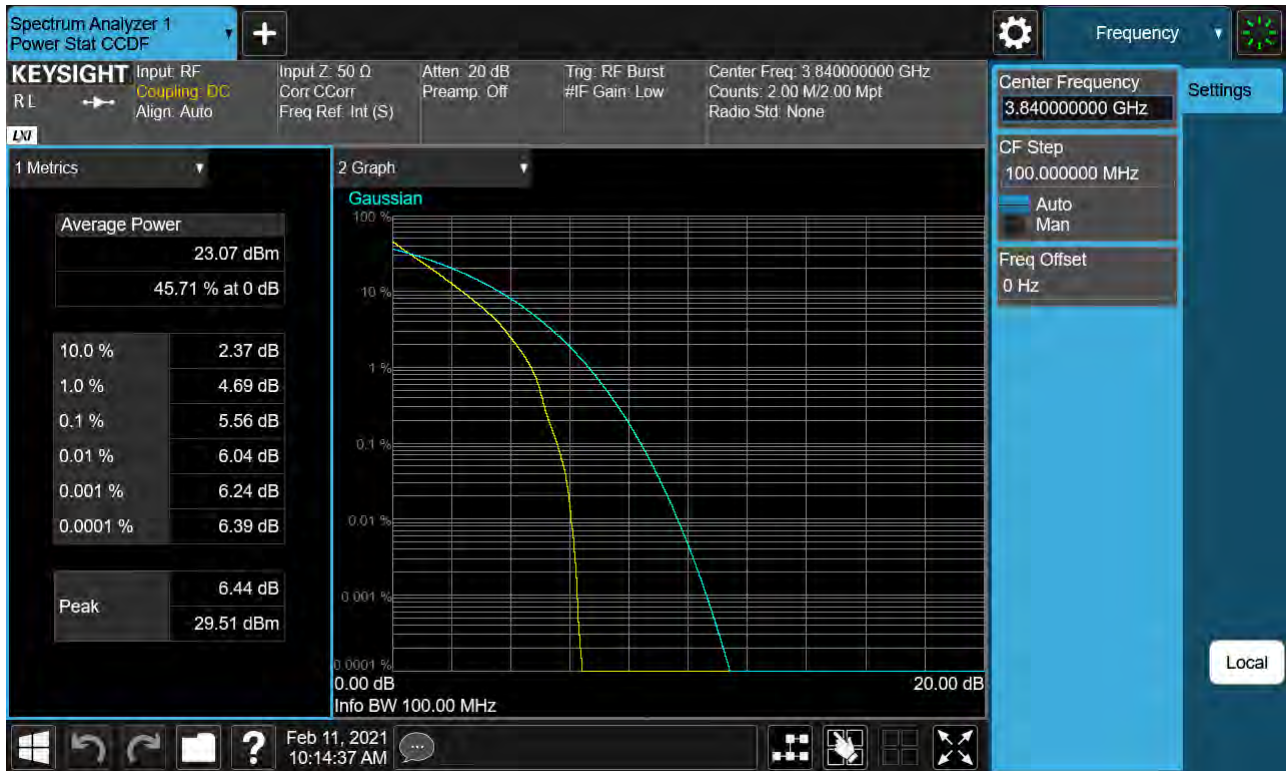 Spectrum Analyzer 1
Power Stat CCDF
+
Frequency
KEYSIGHT
RL
LXI
Input: RF
Coupling: DC
Align: Auto
Input Z: 50 Ω
Corr CCorr
Freq Ref: Int (S)
Atten: 20 dB
Preamp: Off
Trig: RF Burst
#IF Gain: Low
Center Freq: 3.840000000 GHz
Counts: 2.00 M/2.00 Mpt
Radio Std: None
Center Frequency
3.840000000 GHz
Settings
CF Step
100.000000 MHz
Auto
Man
Freq Offset
0 Hz
Local
1 Metrics
Average Power
23.07 dBm
45.71 % at 0 dB
10.0 % 2.37 dB
1.0 % 4.69 dB
0.1 % 5.56 dB
0.01 % 6.04 dB
0.001 % 6.24 dB
0.0001 % 6.39 dB
Peak
6.44 dB
29.51 dBm
2 Graph
Gaussian
100 %
10 %
1 %
0.1 %
0.01 %
0.001 %
0.0001 %
0.00 dB 20.00 dB
Info BW 100.00 MHz
?
Feb 11, 2021
10:14:37 AM